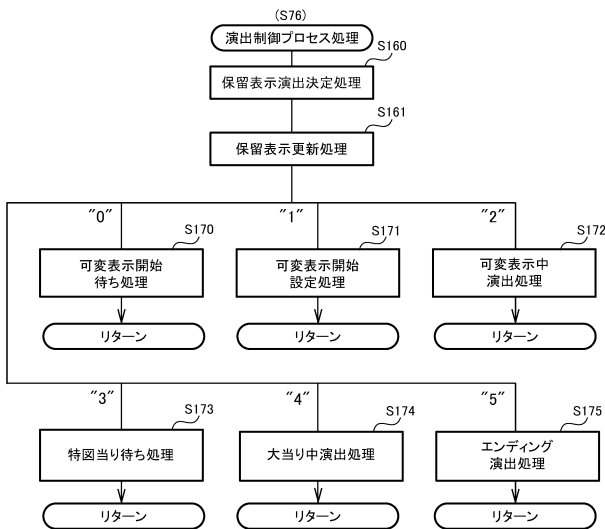 (S76)
演出制御プロセス処理
S160
保留表示演出決定処理
S161
保留表示更新処理
"0"
"1"
"2"
S170
S171
S172
可変表示開始
待ち処理
可変表示開始
設定処理
可変表示中
演出処理
リターン
リターン
リターン
"3"
"4"
"5"
S173
S174
S175
特図当り待ち処理
大当り中演出処理
エンディング
演出処理
リターン
リターン
リターン